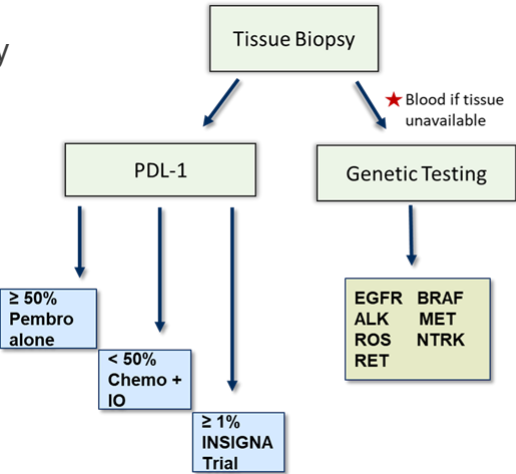 y
Tissue Biopsy
Blood if tissue
unavailable
PDL-1
Genetic Testing
≥ 50%
Pembro
alone
< 50%
Chemo +
IO
≥ 1%
INSIGNA
Trial
EGFR BRAF
ALK MET
ROS NTRK
RET